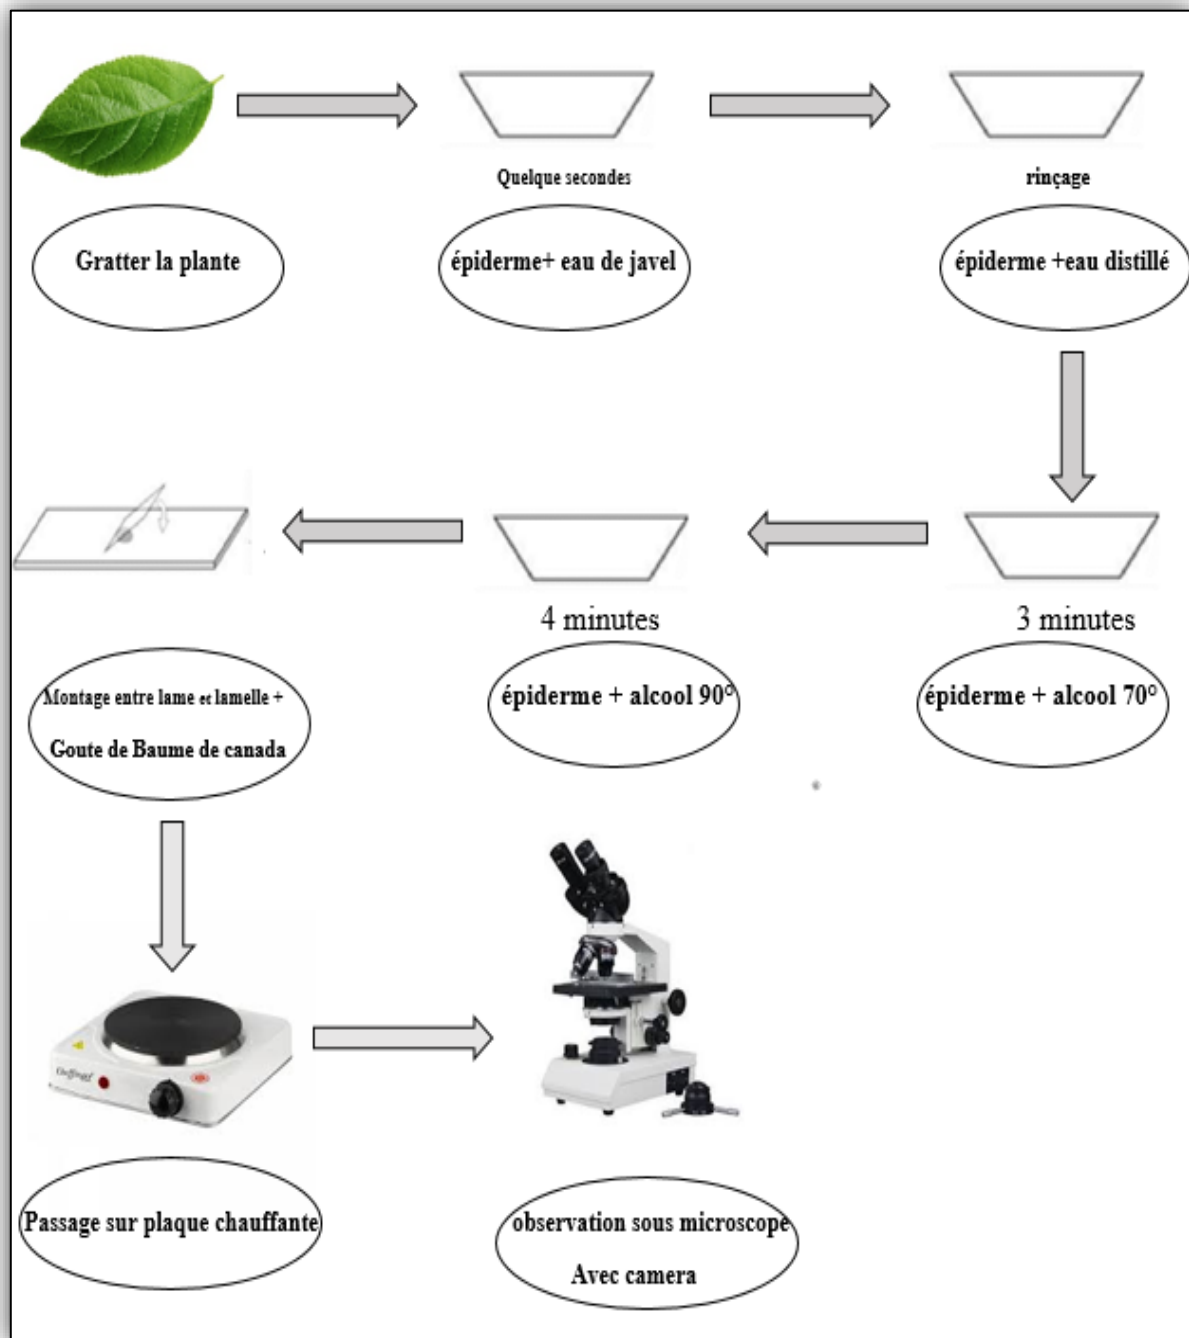 Quelque secondes
rinçage
Gratter la plante
épiderme+ eau de javel
épiderme +eau distillé
4 minutes
3 minutes
Montage entre lame et lamelle +
Goute de Baume de canada
épiderme + alcool 90°
épiderme + alcool 70°
Passage sur plaque chauffante
observation sous microscope
Avec camera